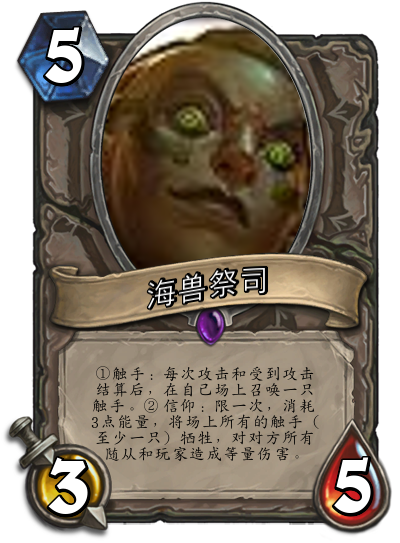 5
海兽祭司
①触手：每次攻击和受到攻击
结算后，在自己场上召唤一只
触手。②信仰：限一次，消耗
3点能量，将场上所有的触手（
至少一只）牺牲，对对方所有
随从和玩家造成等量伤害。
3
5